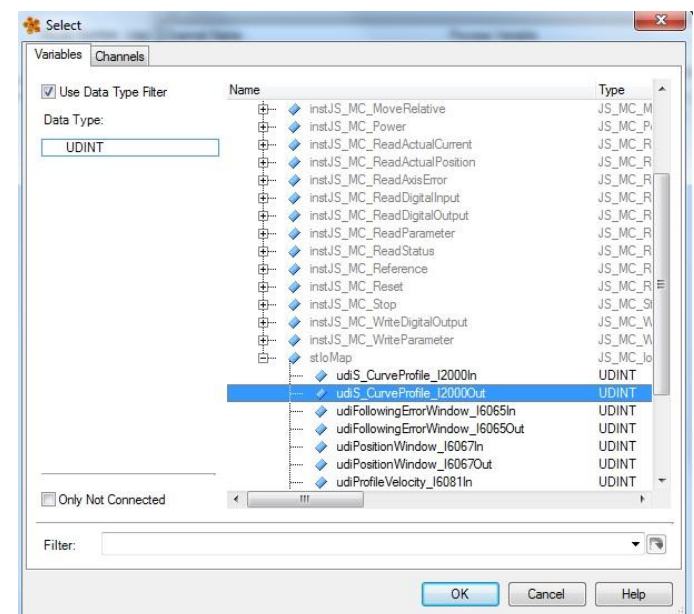 Select
Variables Channels
Use Data Type Filter
Data Type:
UDINT
Name Type
instJS_MC_MoveRelative JS_MC_M
instJS_MC_Power JS_MC_P
instJS_MC_ReadActualCurrent JS_MC_R
instJS_MC_ReadActualPosition JS_MC_R
instJS_MC_ReadAxisError JS_MC_R
instJS_MC_ReadDigitalInput JS_MC_R
instJS_MC_ReadDigitalOutput JS_MC_R
instJS_MC_ReadParameter JS_MC_R
instJS_MC_ReadStatus JS_MC_R
instJS_MC_Reference JS_MC_R
instJS_MC_Reset JS_MC_R
instJS_MC_Stop JS_MC_St
instJS_MC_WriteDigitalOutput JS_MC_W
instJS_MC_WriteParameter JS_MC_W
stIoMap JS_MC_Io
udiS_CurveProfile_I2000In UDINT
udiS_CurveProfile_I2000Out UDINT
udiFollowingErrorWindow_I6065In UDINT
udiFollowingErrorWindow_I6065Out UDINT
udiPositionWindow_I6067In UDINT
udiPositionWindow_I6067Out UDINT
udiProfileVelocity_I6081In UDINT
Only Not Connected
Filter:
OK Cancel Help